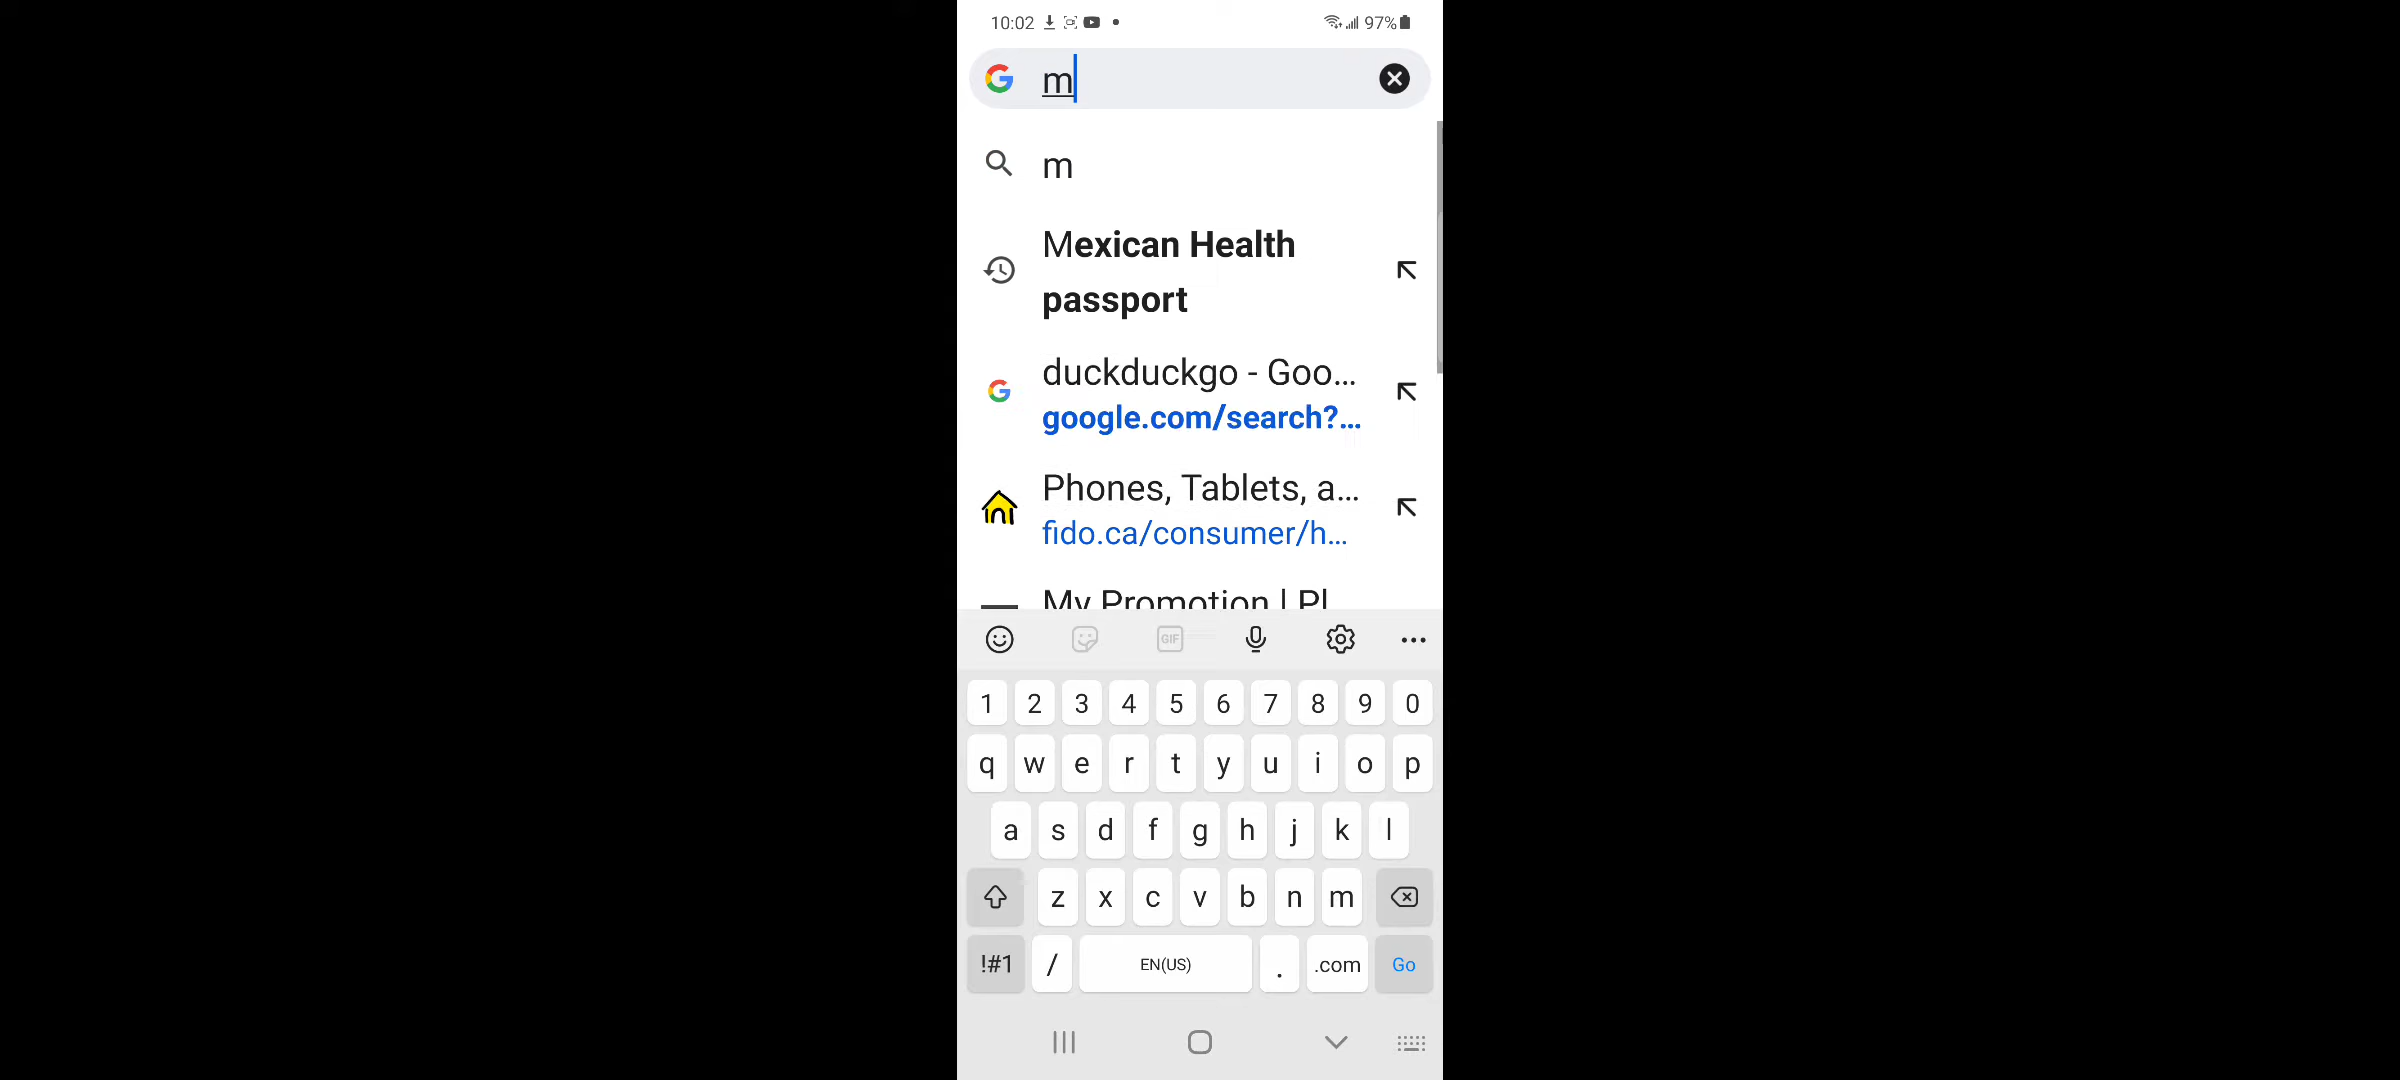 10:02 97%
m
m
Mexican Health
passport
duckduckgo - Goo...
google.com/search?...
Phones, Tablets, a...
fido.ca/consumer/h...
My Promotion | Pl
GIF
1 2 3 4 5 6 7 8 9 0
q w e r t y u i o p
a s d f g h j k l
z x c v b n m
!#1 / EN(US) . .com Go